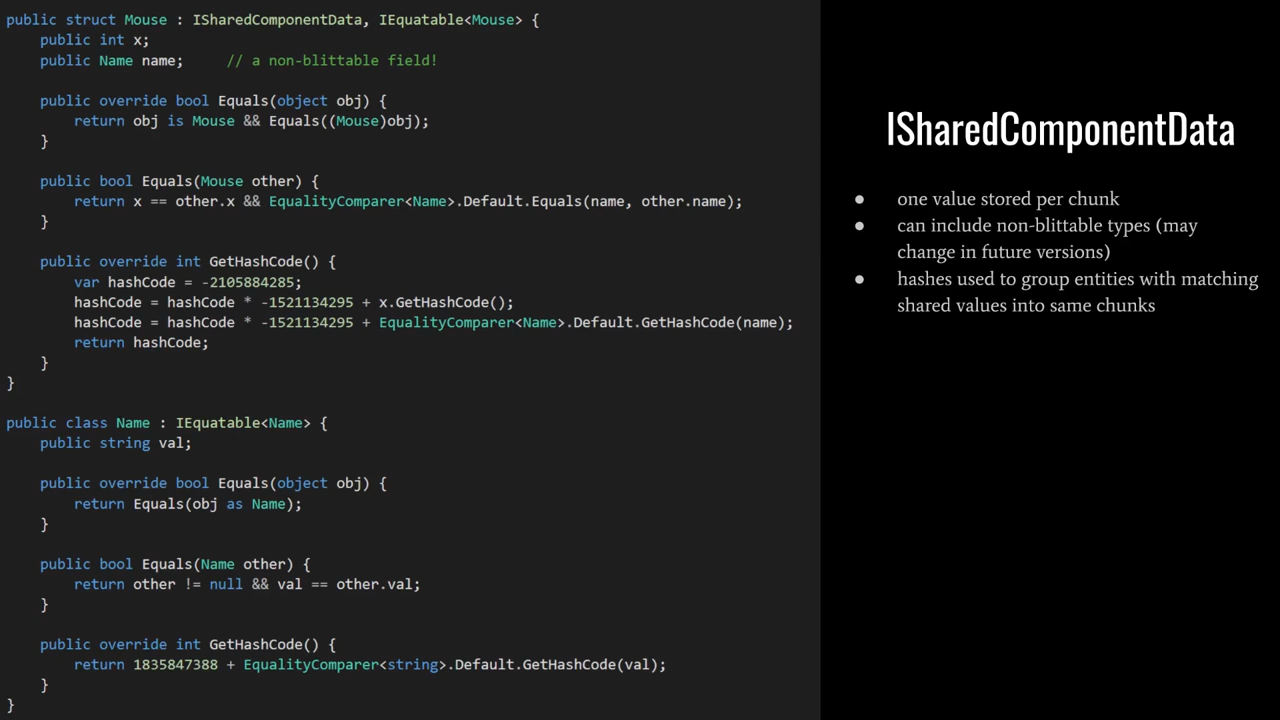 public struct Mouse : ISharedComponentData, IEquatable<Mouse> {
    public int x;
    public Name name;     // a non-blittable field!

    public override bool Equals(object obj) {
        return obj is Mouse && Equals((Mouse)obj);
    }

    public bool Equals(Mouse other) {
        return x == other.x && EqualityComparer<Name>.Default.Equals(name, other.name);
    }

    public override int GetHashCode() {
        var hashCode = -2105884285;
        hashCode = hashCode * -1521134295 + x.GetHashCode();
        hashCode = hashCode * -1521134295 + EqualityComparer<Name>.Default.GetHashCode(name);
        return hashCode;
    }
}

public class Name : IEquatable<Name> {
    public string val;

    public override bool Equals(object obj) {
        return Equals(obj as Name);
    }

    public bool Equals(Name other) {
        return other != null && val == other.val;
    }

    public override int GetHashCode() {
        return 1835847388 + EqualityComparer<string>.Default.GetHashCode(val);
    }
}

ISharedComponentData
● one value stored per chunk
● can include non-blittable types (may
change in future versions)
● hashes used to group entities with matching
shared values into same chunks